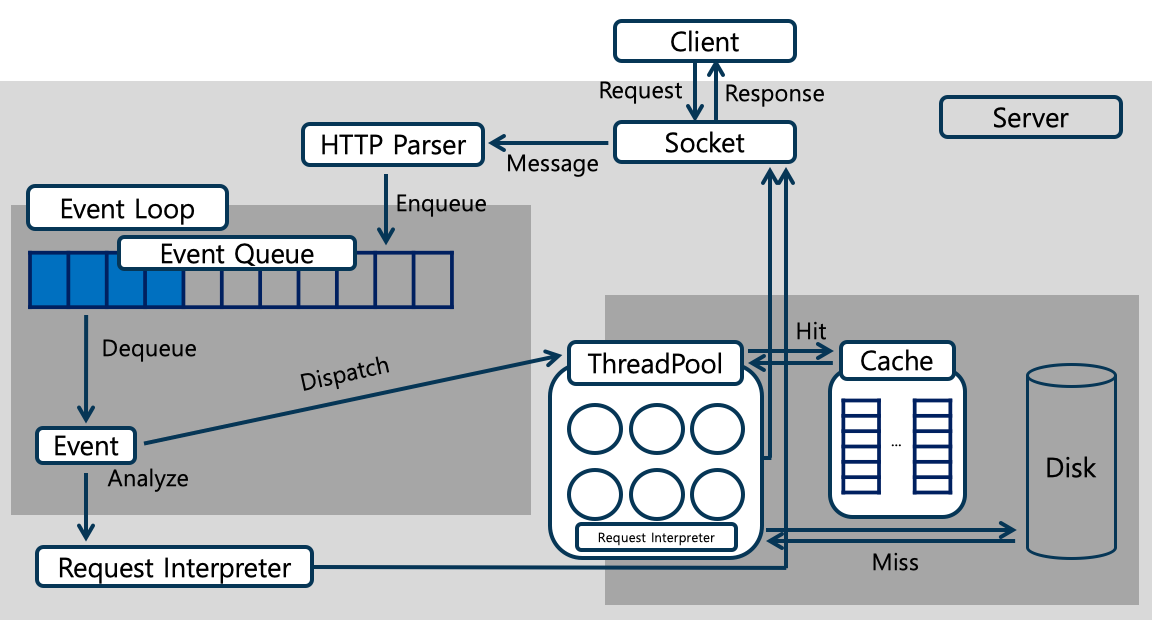 Client
Request
Response
Server
HTTP Parser
Socket
Message
Event Loop
Enqueue
Event Queue
Dequeue
Dispatch
Hit
ThreadPool
Cache
...
Event
Analyze
Disk
Request Interpreter
Miss
Request Interpreter